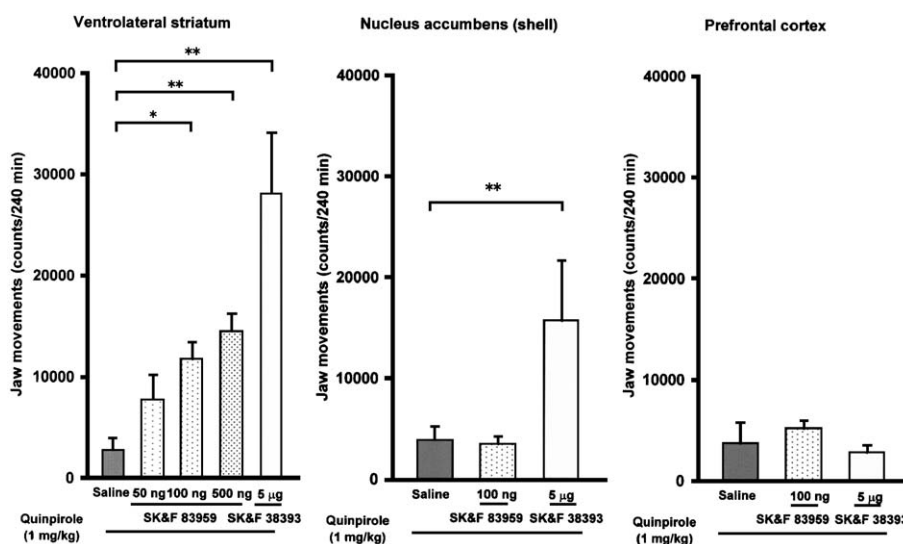 Ventrolateral striatum
Jaw movements (counts/240 min)
40000
30000
20000
10000
0
**
**
*
Saline 50 ng 100 ng 500 ng 5 µg
SK&F 83959 SK&F 38393
Quinpirole
(1 mg/kg)
Nucleus accumbens (shell)
Jaw movements (counts/240 min)
40000
30000
20000
10000
0
**
Saline 100 ng 5 µg
SK&F 83959 SK&F 38393
Quinpirole
(1 mg/kg)
Prefrontal cortex
Jaw movements (counts/240 min)
40000
30000
20000
10000
0
Saline 100 ng 5 µg
SK&F 83959 SK&F 38393
Quinpirole
(1 mg/kg)